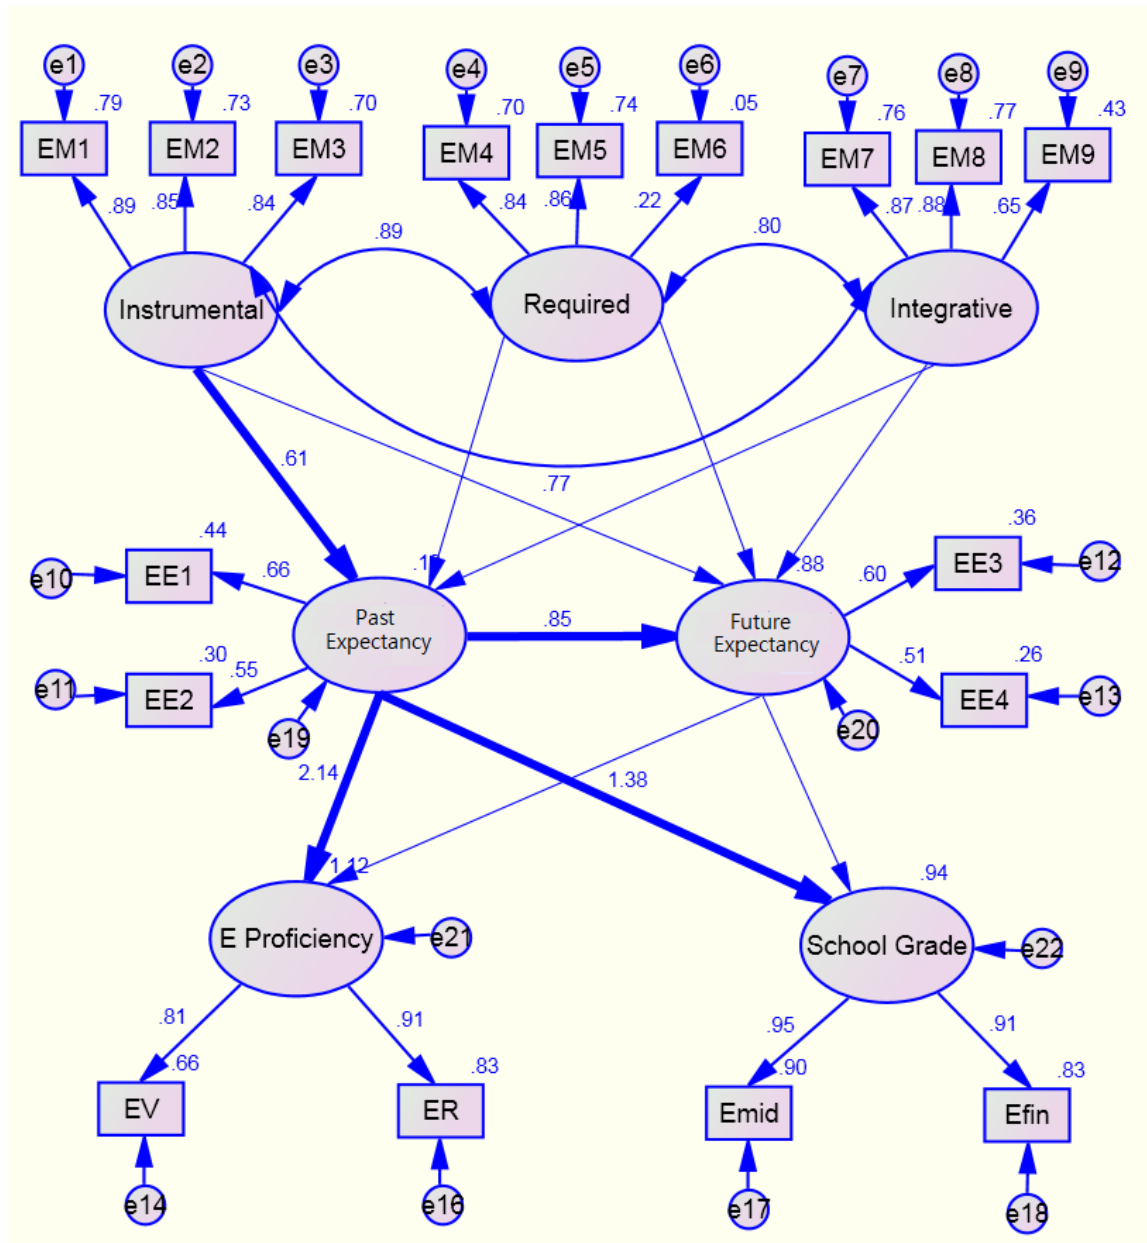 e1
e2
e3
e4
e5
e6
e7
e8
e9
.79
.73
.70
.70
.74
.05
.76
.77
.43
EM1
EM2
EM3
EM4
EM5
EM6
EM7
EM8
EM9
.89
.85
.84
.84
.86
.22
.87
.88
.65
.89
.80
Instrumental
Required
Integrative
.61
.77
.44
.88
.36
e10
EE1
.66
.60
EE3
e12
Past
Expectancy
.85
Future
Expectancy
.30
.55
.51
.26
e11
EE2
EE4
e13
e19
e20
2.14
1.38
1.12
.94
E Proficiency
e21
School Grade
e22
.81
.91
.95
.91
.66
.83
.90
.83
EV
ER
Emid
Efin
e14
e16
e17
e18